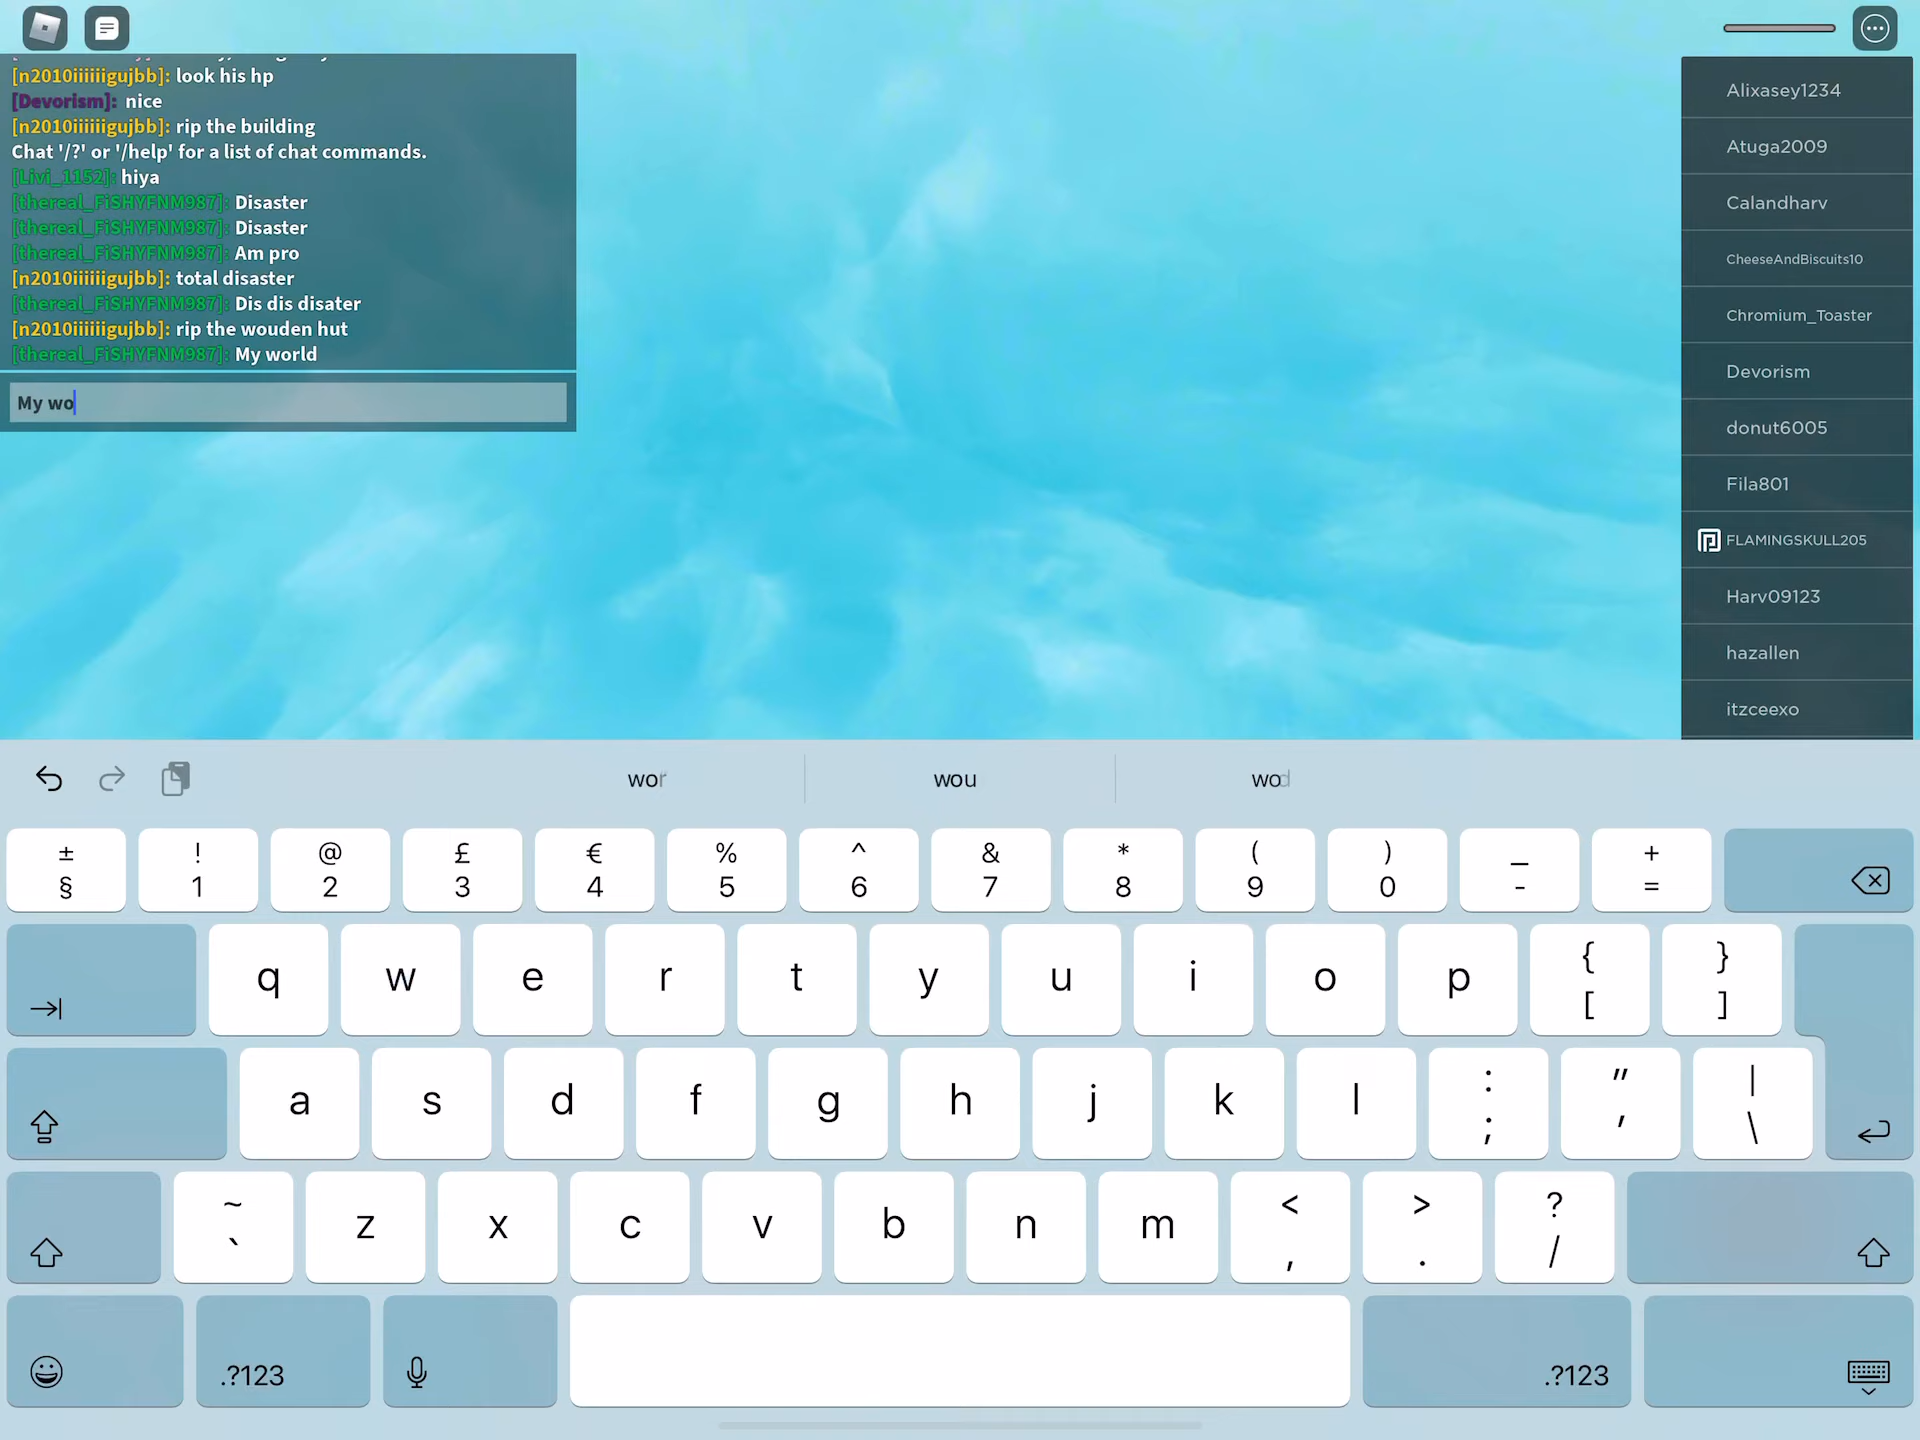 [n2010iiiiiigujbb]: look his hp
[Devorism]: nice
[n2010iiiiiigujbb]: rip the building
Chat '/?' or '/help' for a list of chat commands.
[Livi_1152]: hiya
[thereal_FiSHYFNM987]: Disaster
[thereal_FiSHYFNM987]: Disaster
[thereal_FiSHYFNM987]: Am pro
[n2010iiiiiigujbb]: total disaster
[thereal_FiSHYFNM987]: Dis dis disater
[n2010iiiiiigujbb]: rip the wouden hut
[thereal_FiSHYFNM987]: My world
My wo
Alixasey1234
Atuga2009
Calandharv
CheeseAndBiscuits10
Chromium_Toaster
Devorism
donut6005
Fila801
FLAMINGSKULL205
Harv09123
hazallen
itzceexo
wor wou wod
± ! @ £ € % ^ & * ( ) _ +
§ 1 2 3 4 5 6 7 8 9 0 - =
q w e r t y u i o p { }
[ ]
a s d f g h j k l : " |
; ' \
~ z x c v b n m < > ?
` , . /
.?123 .?123